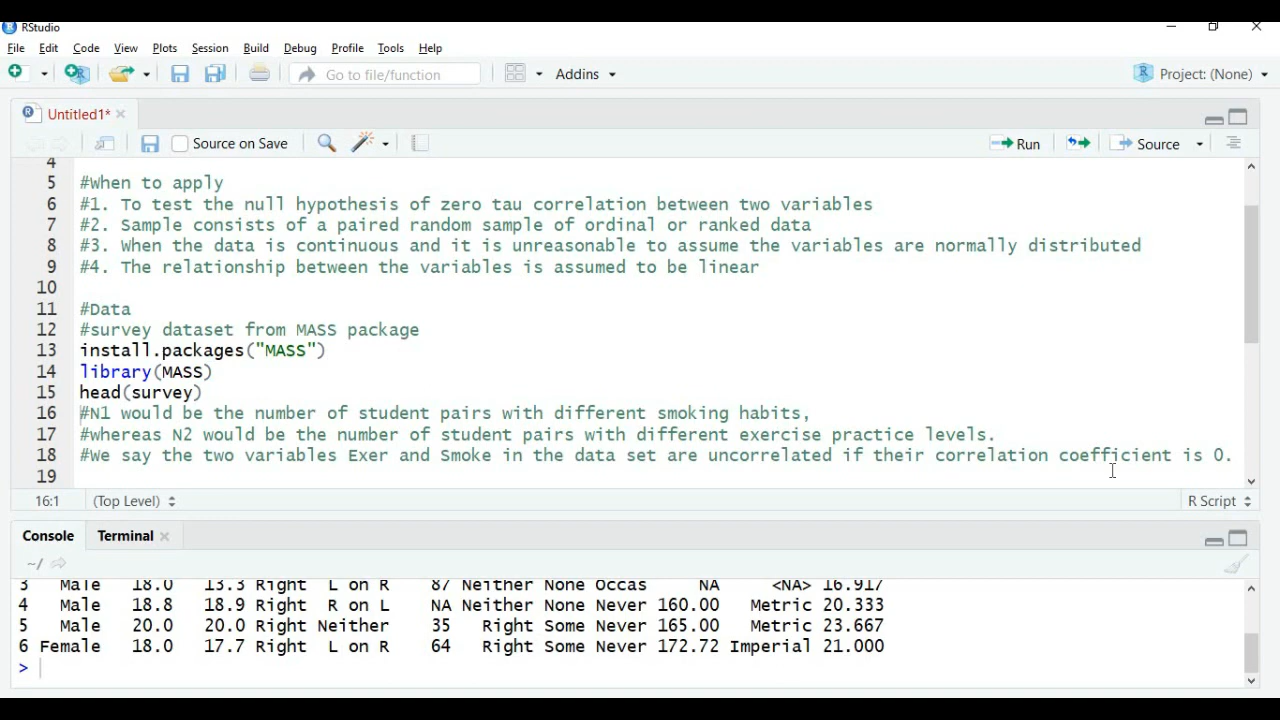 RStudio
File Edit Code View Plots Session Build Debug Profile Tools Help
Go to file/function Addins Project: (None)
Untitled1*
Source on Save Run Source
4
5 #When to apply
6 #1. To test the null hypothesis of zero tau correlation between two variables
7 #2. Sample consists of a paired random sample of ordinal or ranked data
8 #3. When the data is continuous and it is unreasonable to assume the variables are normally distributed
9 #4. The relationship between the variables is assumed to be linear
10
11 #Data
12 #survey dataset from MASS package
13 install.packages("MASS")
14 library(MASS)
15 head(survey)
16 #N1 would be the number of student pairs with different smoking habits,
17 #whereas N2 would be the number of student pairs with different exercise practice levels.
18 #We say the two variables Exer and Smoke in the data set are uncorrelated if their correlation coefficient is 0.
19
16:1 (Top Level) R Script
Console Terminal
~/
3 Male 18.0 13.3 Right L on R 87 Neither None Occas NA <NA> 16.917
4 Male 18.8 18.9 Right R on L NA Neither None Never 160.00 Metric 20.333
5 Male 20.0 20.0 Right Neither 35 Right Some Never 165.00 Metric 23.667
6 Female 18.0 17.7 Right L on R 64 Right Some Never 172.72 Imperial 21.000
>